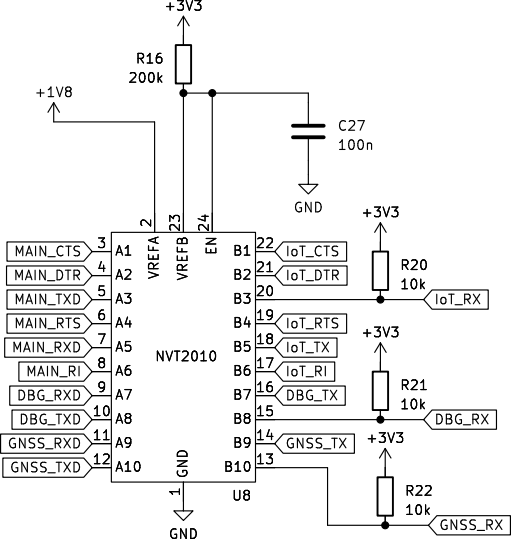 +3V3
R16
200k
+1V8
C27
100n
GND
+3V3
2
23
24
VREFA
VREFB
EN
3 A1 MAIN_CTS
4 A2 MAIN_DTR
5 A3 MAIN_TXD
6 A4 MAIN_RTS
7 A5 MAIN_RXD
8 A6 MAIN_RI
9 A7 DBG_RXD
10 A8 DBG_TXD
11 A9 GNSS_RXD
12 A10 GNSS_TXD
NVT2010
B1 22 IoT_CTS
B2 21 IoT_DTR
B3 20
R20
10k
IoT_RX
B4 19 IoT_RTS
B5 18 IoT_TX
B6 17 IoT_RI
+3V3
B7 16 DBG_TX
B8 15
R21
10k
DBG_RX
B9 14 GNSS_TX
B10 13
+3V3
R22
10k
GNSS_RX
GND
1
U8
GND